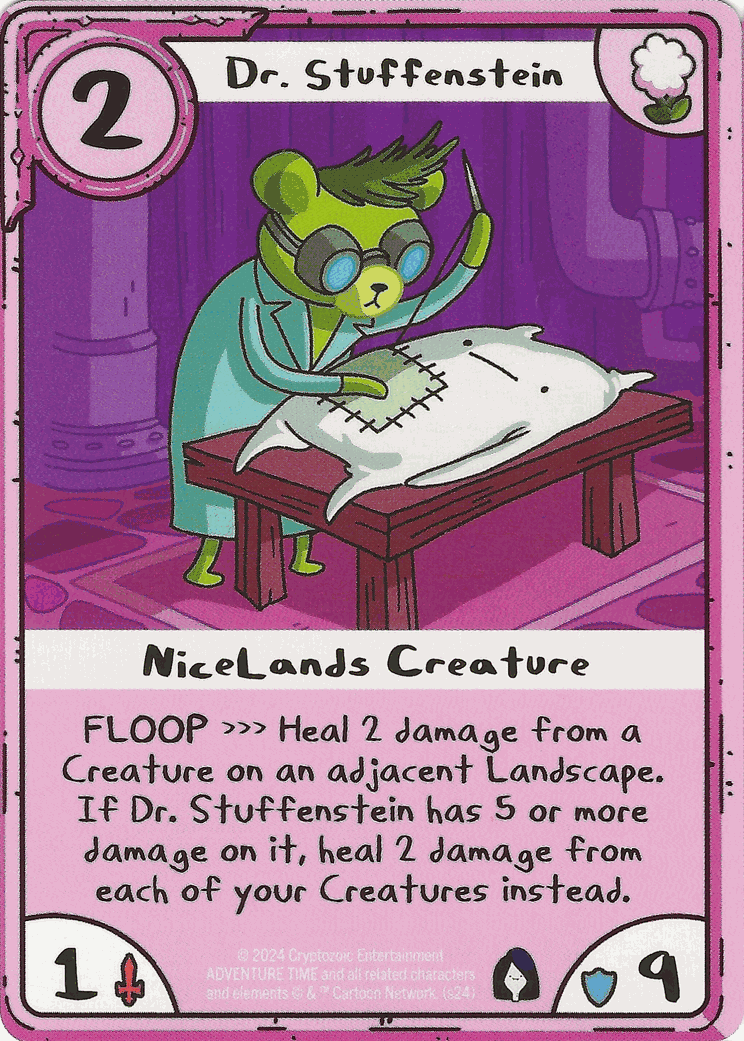 2
Dr. Stuffenstein
NiceLands Creature
FLOOP >>> Heal 2 damage from a
Creature on an adjacent Landscape.
If Dr. Stuffenstein has 5 or more
damage on it, heal 2 damage from
each of your Creatures instead.
1
© 2024 Cryptozoic Entertainment
ADVENTURE TIME and all related characters
and elements © & ™ Cartoon Network. (s24)
9